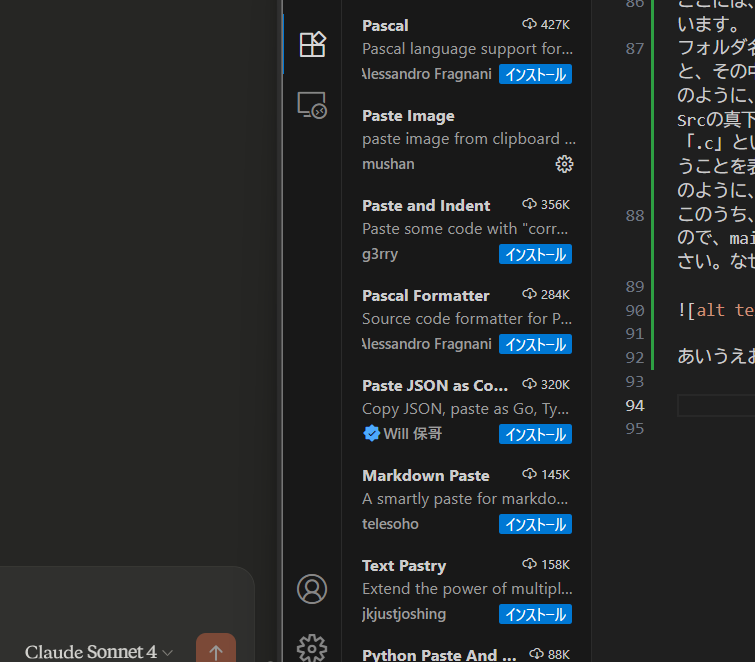 Pascal 427K
Pascal language support for...
Alessandro Fragnani インストール
Paste Image
paste image from clipboard ...
mushan
Paste and Indent 356K
Paste some code with "corr...
g3rry インストール
Pascal Formatter 284K
Source code formatter for P...
Alessandro Fragnani インストール
Paste JSON as Co... 320K
Copy JSON, paste as Go, Ty...
Will 保哥 インストール
Markdown Paste 145K
A smartly paste for markdo...
telesoho インストール
Text Pastry 158K
Extend the power of multipl...
jkjustjoshing インストール
Python Paste And ... 88K
86 ここには、
います。
87 フォルダ名
と、その中
のように、
Srcの真下
「.c」とい
うことを表
のように、
88 このうち、
ので、mai
さい。なぜ
89
90 ![alt te
91
92 あいうえお
93
94
95
Claude Sonnet 4